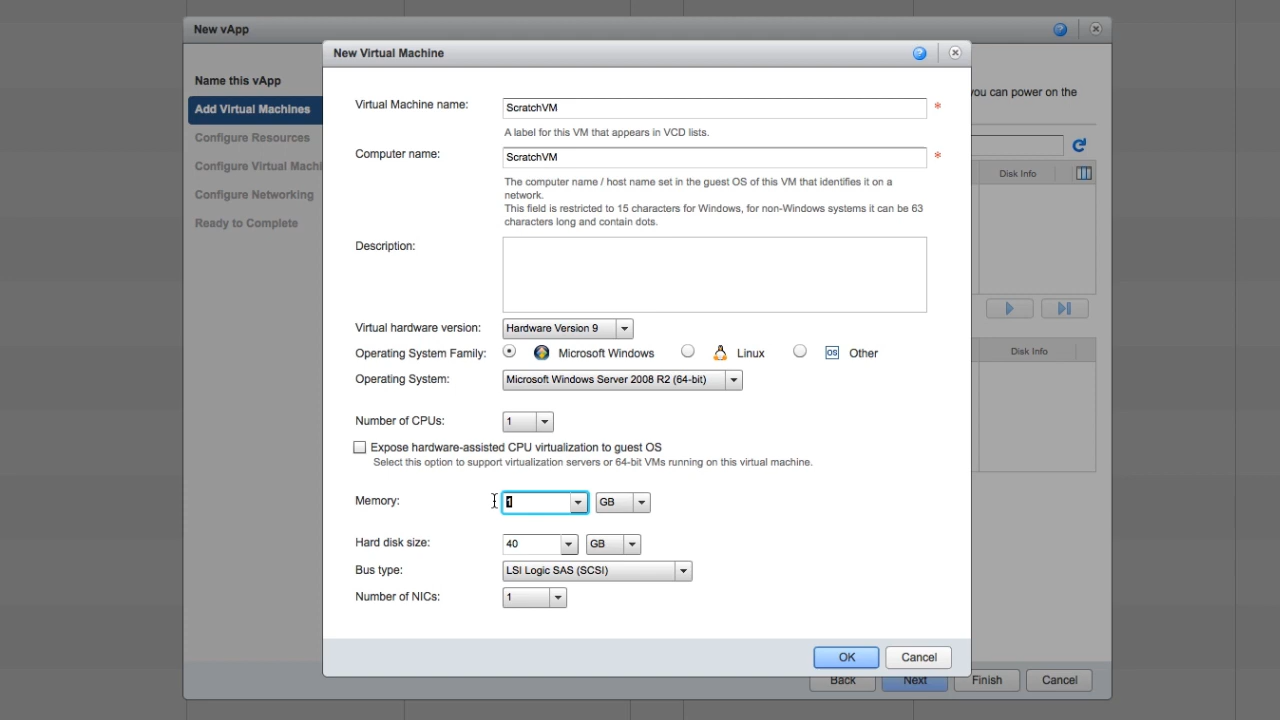 New vApp
New Virtual Machine
Name this vApp
Add Virtual Machines
Configure Resources
Configure Virtual Machi
Configure Networking
Ready to Complete
you can power on the
Disk Info
Disk Info
Virtual Machine name:
ScratchVM
*
A label for this VM that appears in VCD lists.
Computer name:
ScratchVM
*
The computer name / host name set in the guest OS of this VM that identifies it on a
network.
This field is restricted to 15 characters for Windows, for non-Windows systems it can be 63
characters long and contain dots.
Description:
Virtual hardware version:
Hardware Version 9
Operating System Family:
Microsoft Windows
Linux
OS
Other
Operating System:
Microsoft Windows Server 2008 R2 (64-bit)
Number of CPUs:
1
Expose hardware-assisted CPU virtualization to guest OS
Select this option to support virtualization servers or 64-bit VMs running on this virtual machine.
Memory:
1
GB
Hard disk size:
40
GB
Bus type:
LSI Logic SAS (SCSI)
Number of NICs:
1
OK
Cancel
Back
Next
Finish
Cancel